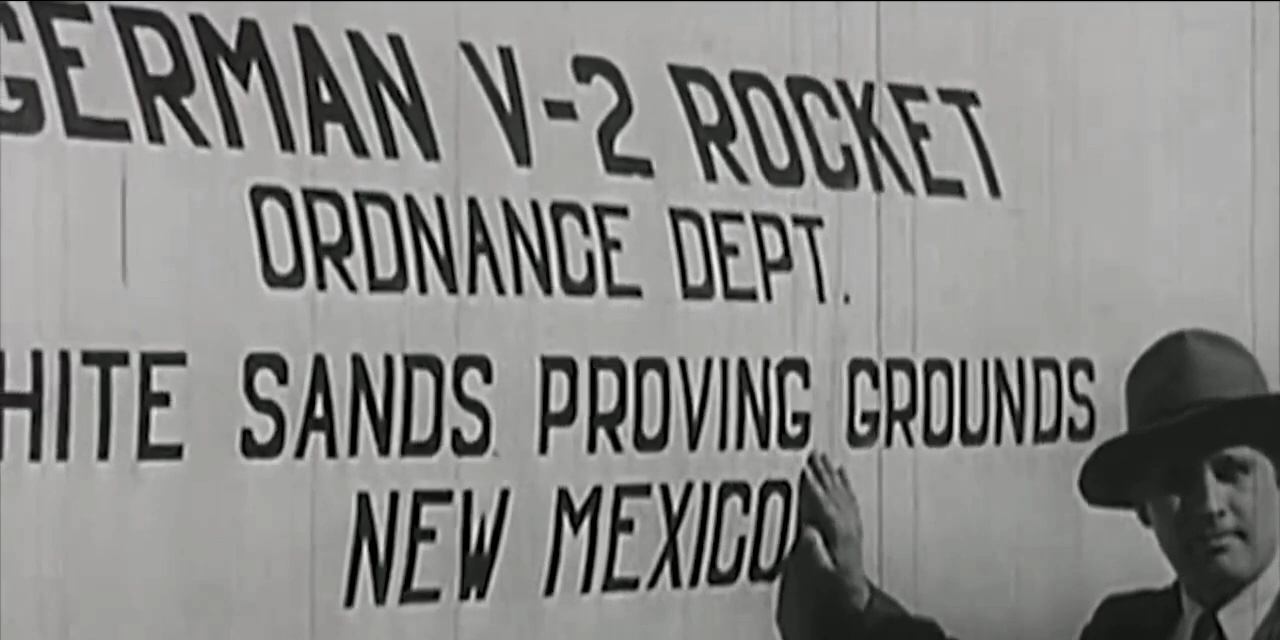 GERMAN V-2 ROCKET
ORDNANCE DEPT.
HITE SANDS PROVING GROUNDS
NEW MEXICO